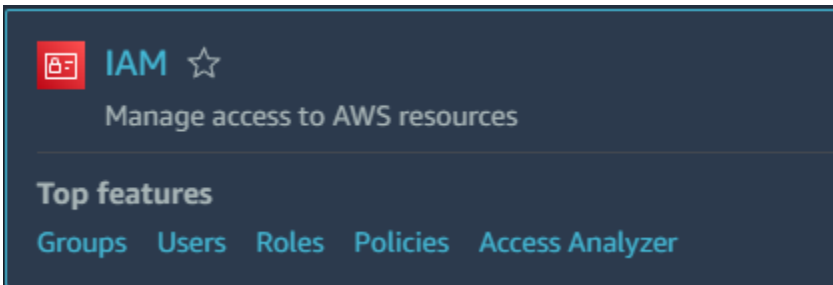 IAM
Manage access to AWS resources
Top features
Groups Users Roles Policies Access Analyzer